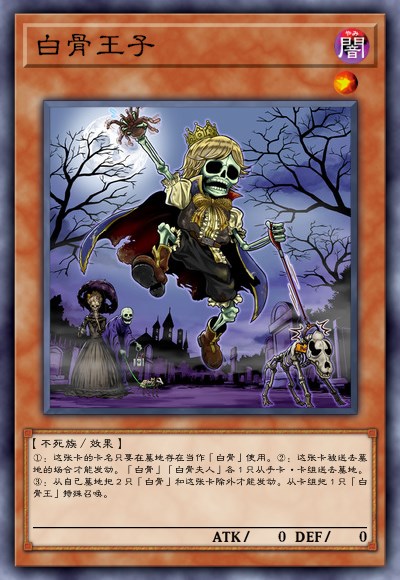 白骨王子
やみ
闇
【不死族／效果】
①：这张卡的卡名只要在墓地存在当作「白骨」使用。②：这张卡被送去墓
地的场合才能发动。「白骨」「白骨夫人」各1只从手卡·卡组送去墓地。
③：从自己墓地把2只「白骨」和这张卡除外才能发动。从卡组把1只「白
骨王」特殊召唤。
ATK/ 0 DEF/ 0